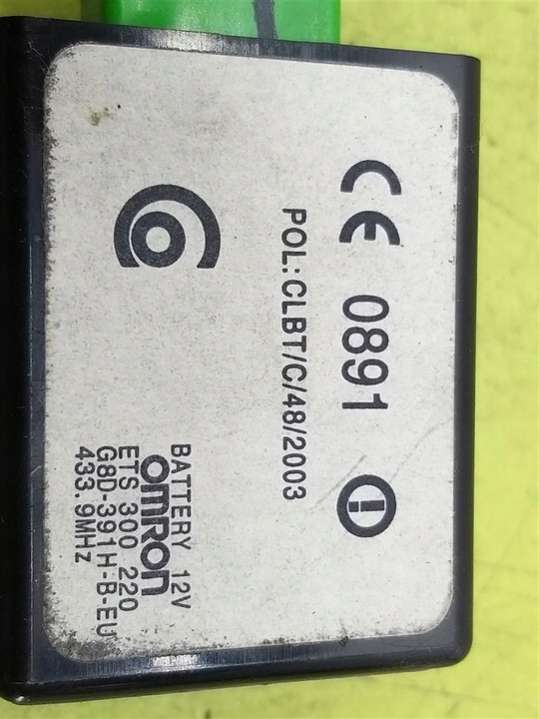 CE 0891
POL:CLBT/C/48/2003
BATTERY 12V
OMRON
ETS 300 220
G8D-391H-B-EU
433.9MHz